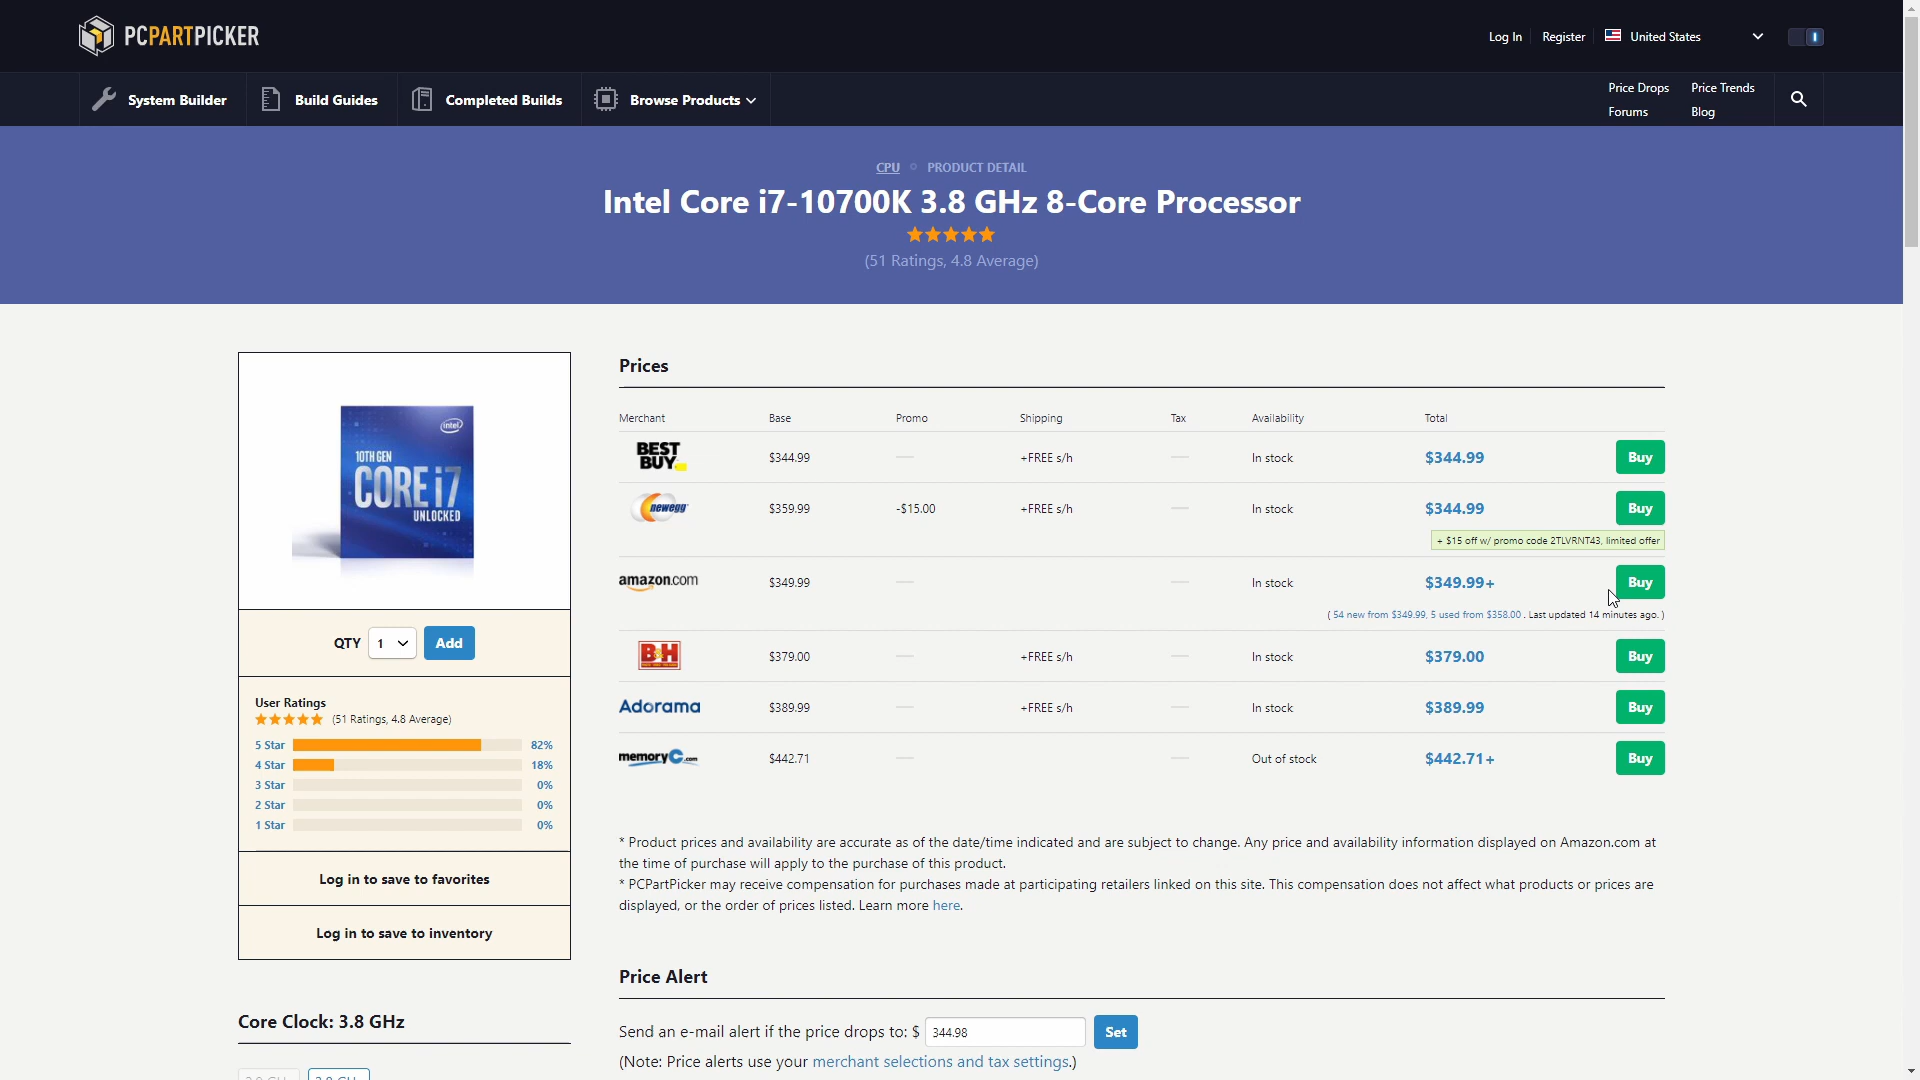 PCPARTPICKER
Log In
Register
United States
System Builder
Build Guides
Completed Builds
Browse Products
Price Drops
Price Trends
Forums
Blog
CPU
PRODUCT DETAIL
Intel Core i7-10700K 3.8 GHz 8-Core Processor
(51 Ratings, 4.8 Average)
intel
10TH GEN
CORE i7
UNLOCKED
QTY 1 Add
User Ratings
(51 Ratings, 4.8 Average)
5 Star 82%
4 Star 18%
3 Star 0%
2 Star 0%
1 Star 0%
Log in to save to favorites
Log in to save to inventory
Core Clock: 3.8 GHz
Prices
Merchant Base Promo Shipping Tax Availability Total
BEST BUY $344.99 — +FREE s/h — In stock $344.99 Buy
newegg $359.99 -$15.00 +FREE s/h — In stock $344.99 Buy
+ $15 off w/ promo code 2TLVRNT43, limited offer
amazon.com $349.99 — — In stock $349.99+ Buy
( 54 new from $349.99, 5 used from $358.00 . Last updated 14 minutes ago. )
B&H $379.00 — +FREE s/h — In stock $379.00 Buy
Adorama $389.99 — +FREE s/h — In stock $389.99 Buy
memoryC.com $442.71 — — Out of stock $442.71+ Buy
* Product prices and availability are accurate as of the date/time indicated and are subject to change. Any price and availability information displayed on Amazon.com at
the time of purchase will apply to the purchase of this product.
* PCPartPicker may receive compensation for purchases made at participating retailers linked on this site. This compensation does not affect what products or prices are
displayed, or the order of prices listed. Learn more here.
Price Alert
Send an e-mail alert if the price drops to: $ 344.98 Set
(Note: Price alerts use your merchant selections and tax settings.)